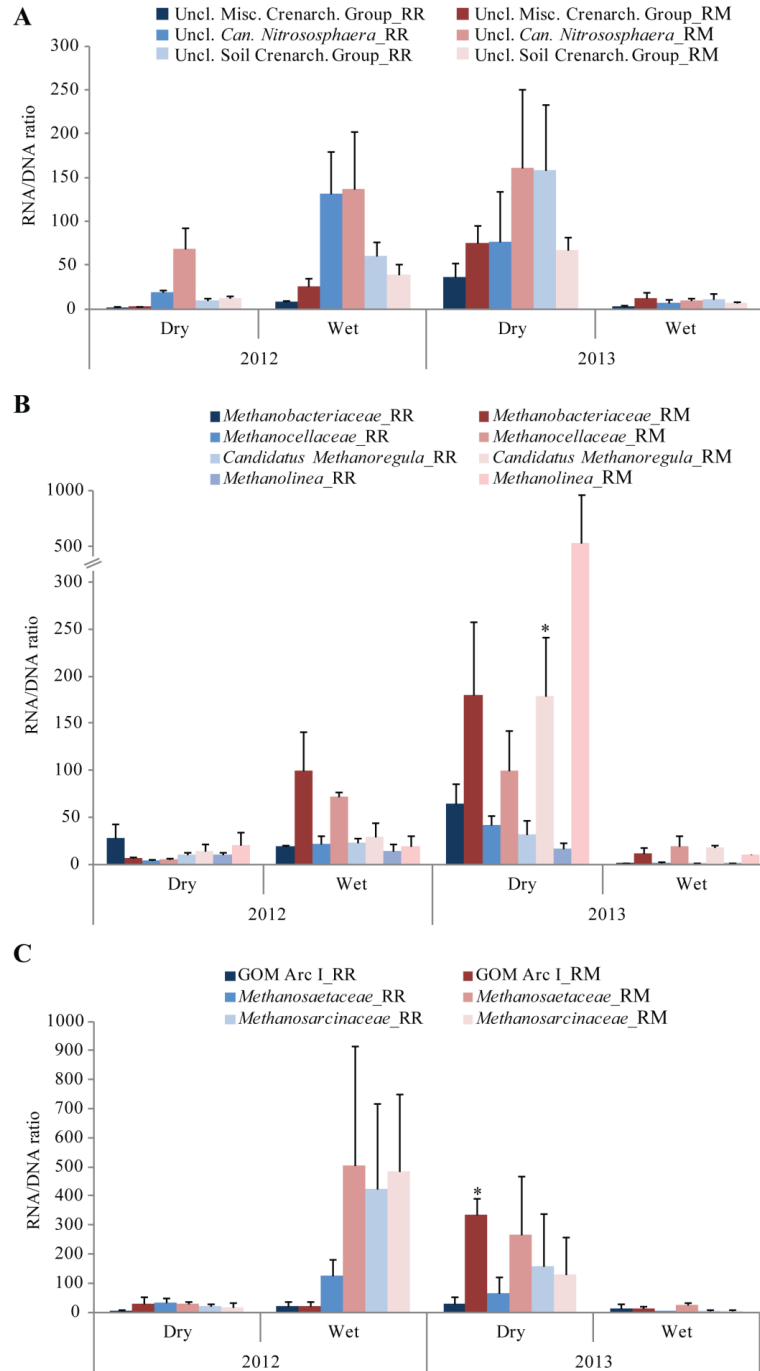 A
Uncl. Misc. Crenarch. Group_RR Uncl. Misc. Crenarch. Group_RM
Uncl. Can. Nitrososphaera_RR Uncl. Can. Nitrososphaera_RM
Uncl. Soil Crenarch. Group_RR Uncl. Soil Crenarch. Group_RM
300
250
200
150
100
50
0
RNA/DNA ratio
Dry Wet Dry Wet
2012 2013
B
Methanobacteriaceae_RR Methanobacteriaceae_RM
Methanocellaceae_RR Methanocellaceae_RM
Candidatus Methanoregula_RR Candidatus Methanoregula_RM
Methanolinea_RR Methanolinea_RM
1000
500
300
250
200
150
100
50
0
RNA/DNA ratio
*
Dry Wet Dry Wet
2012 2013
C
GOM Arc I_RR GOM Arc I_RM
Methanosaetaceae_RR Methanosaetaceae_RM
Methanosarcinaceae_RR Methanosarcinaceae_RM
1000
900
800
700
600
500
400
300
200
100
0
RNA/DNA ratio
*
Dry Wet Dry Wet
2012 2013